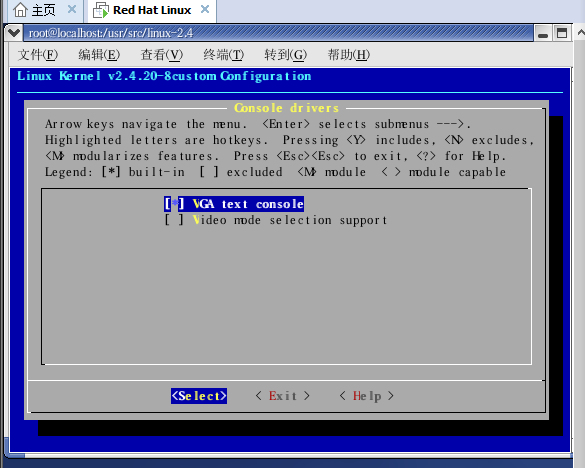 主页 × Red Hat Linux ×
root@localhost:/usr/src/linux-2.4
文件(F) 编辑(E) 查看(V) 终端(T) 转到(G) 帮助(H)
Linux Kernel v2.4.20-8custom Configuration
Console drivers
Arrow keys navigate the menu. <Enter> selects submenus --->.
Highlighted letters are hotkeys. Pressing <Y> includes, <N> excludes,
<M> modularizes features. Press <Esc><Esc> to exit, <?> for Help.
Legend: [*] built-in [ ] excluded <M> module < > module capable
[*] VGA text console
[ ] Video mode selection support
<Select> < Exit > < Help >